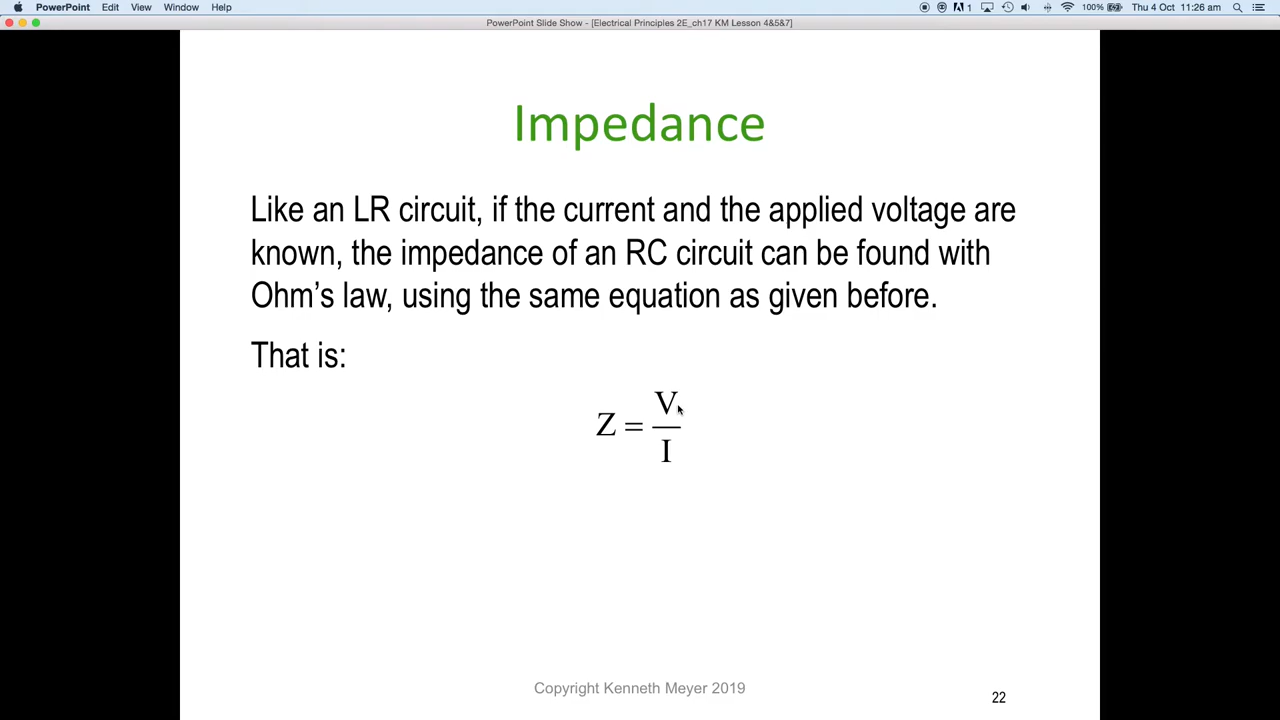 PowerPoint Edit View Window Help 1 100% Thu 4 Oct 11:26 am
PowerPoint Slide Show - [Electrical Principles 2E_ch17 KM Lesson 4&5&7]
Impedance
Like an LR circuit, if the current and the applied voltage are
known, the impedance of an RC circuit can be found with
Ohm's law, using the same equation as given before.
That is:
Z = V / I
Copyright Kenneth Meyer 2019
22